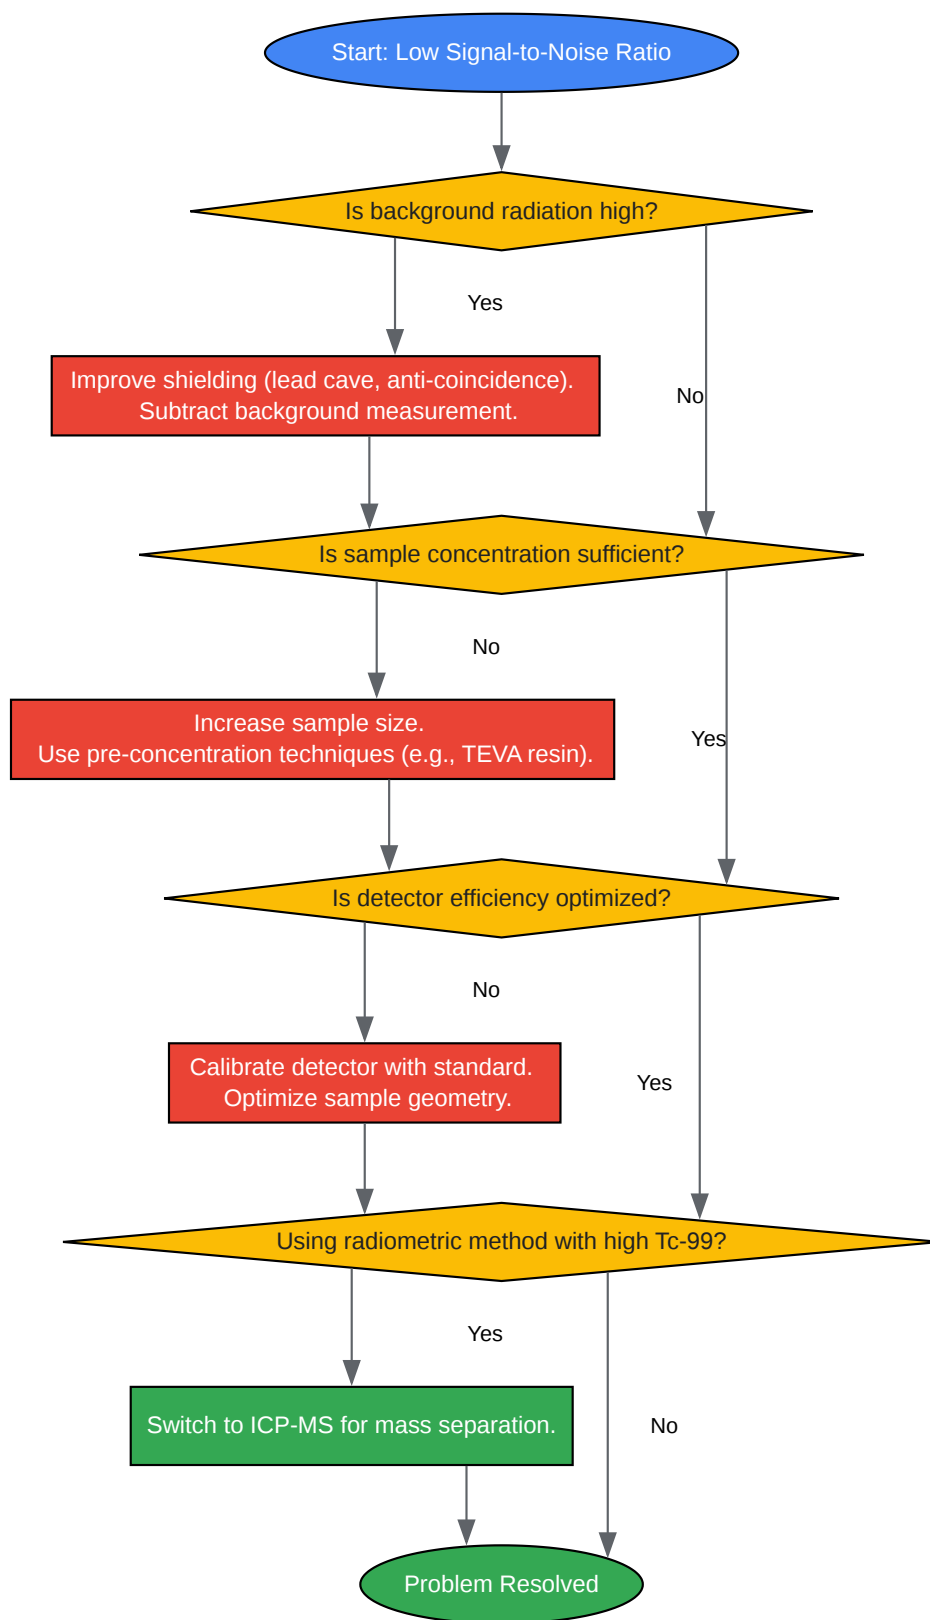 Start: Low Signal-to-Noise Ratio
Is background radiation high?
Yes
Improve shielding (lead cave, anti-coincidence).
Subtract background measurement.
No
Is sample concentration sufficient?
No
Increase sample size.
Use pre-concentration techniques (e.g., TEVA resin).
Yes
Is detector efficiency optimized?
No
Calibrate detector with standard.
Optimize sample geometry.
Yes
Using radiometric method with high Tc-99?
Yes
Switch to ICP-MS for mass separation.
No
Problem Resolved